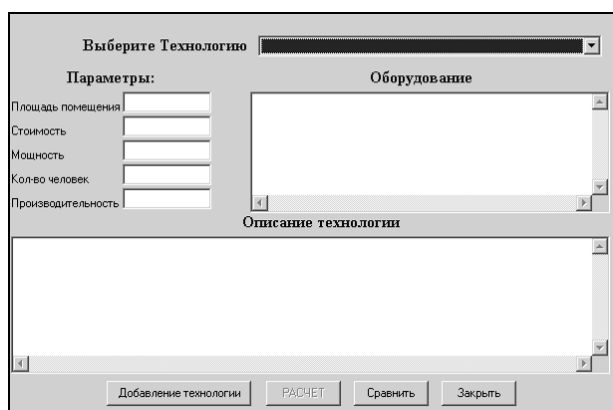 Выберите Технологию
Параметры:
Оборудование
Площадь помещения
Стоимость
Мощность
Кол-во человек
Производительность
Описание технологии
Добавление технологии РАСЧЕТ Сравнить Закрыть